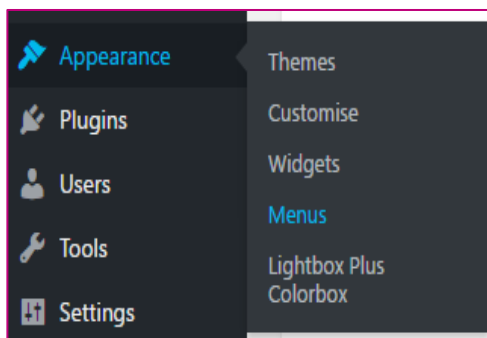 Appearance
Plugins
Users
Tools
Settings
Themes
Customise
Widgets
Menus
Lightbox Plus
Colorbox